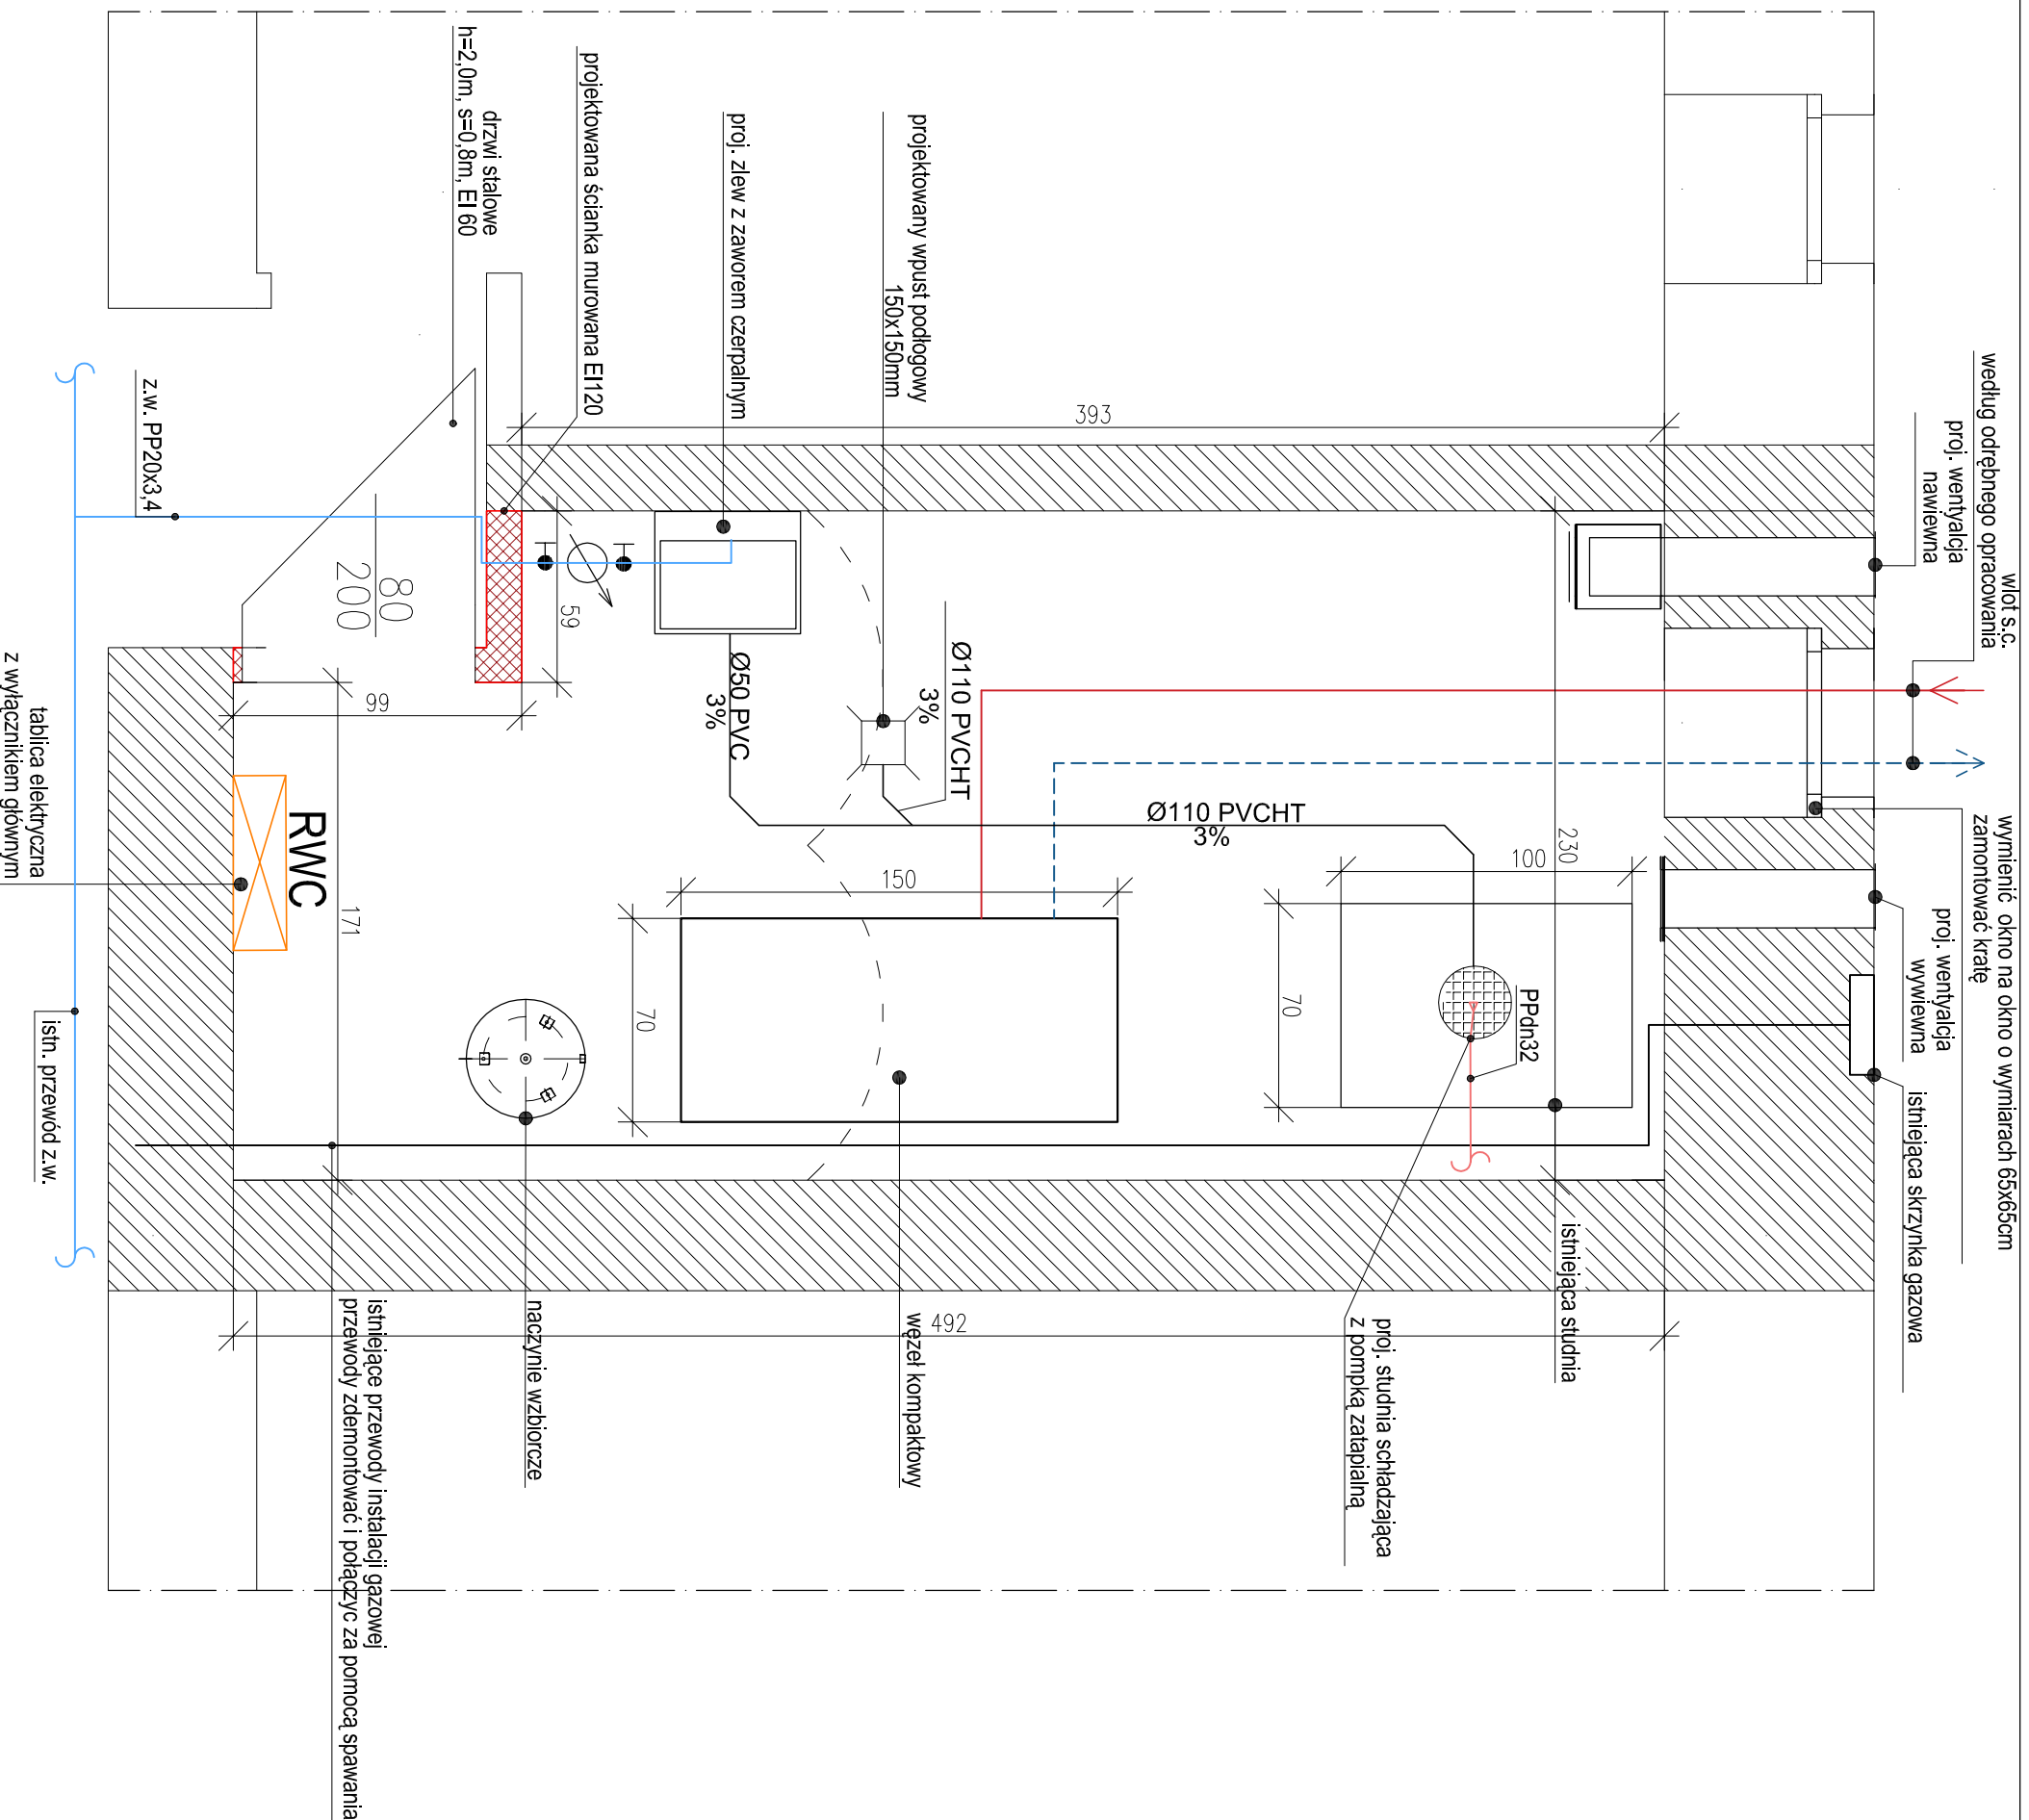 wlot s.c.
według odrębnego opracowania
proj. wentyalcja
nawiewna
wymienić okno na okno o wymiarach 65x65cm
zamontować kratę
proj. wentyalcja
wywiewna
istniejąca skrzynka gazowa
393
230
100
70
PPdn32
istniejąca studnia
proj. studnia schładzająca
z pompką zatapialną
Ø110 PVCHT
3%
Ø110 PVCHT
3%
projektowany wpust podłogowy
150x150mm
150
70
węzeł kompaktowy
proj. zlew z zaworem czerpalnym
Ø50 PVC
3%
projektowana ścianka murowana EI120
59
drzwi stalowe
h=2,0m, s=0,8m, EI 60
80
200
99
171
492
naczynie wzbiorcze
RWC
istniejące przewody instalacji gazowej
przewody zdemontować i połączyc za pomocą spawania
z.w. PP20x3,4
istn. przewód z.w.
tablica elektryczna
z wyłącznikiem głównym